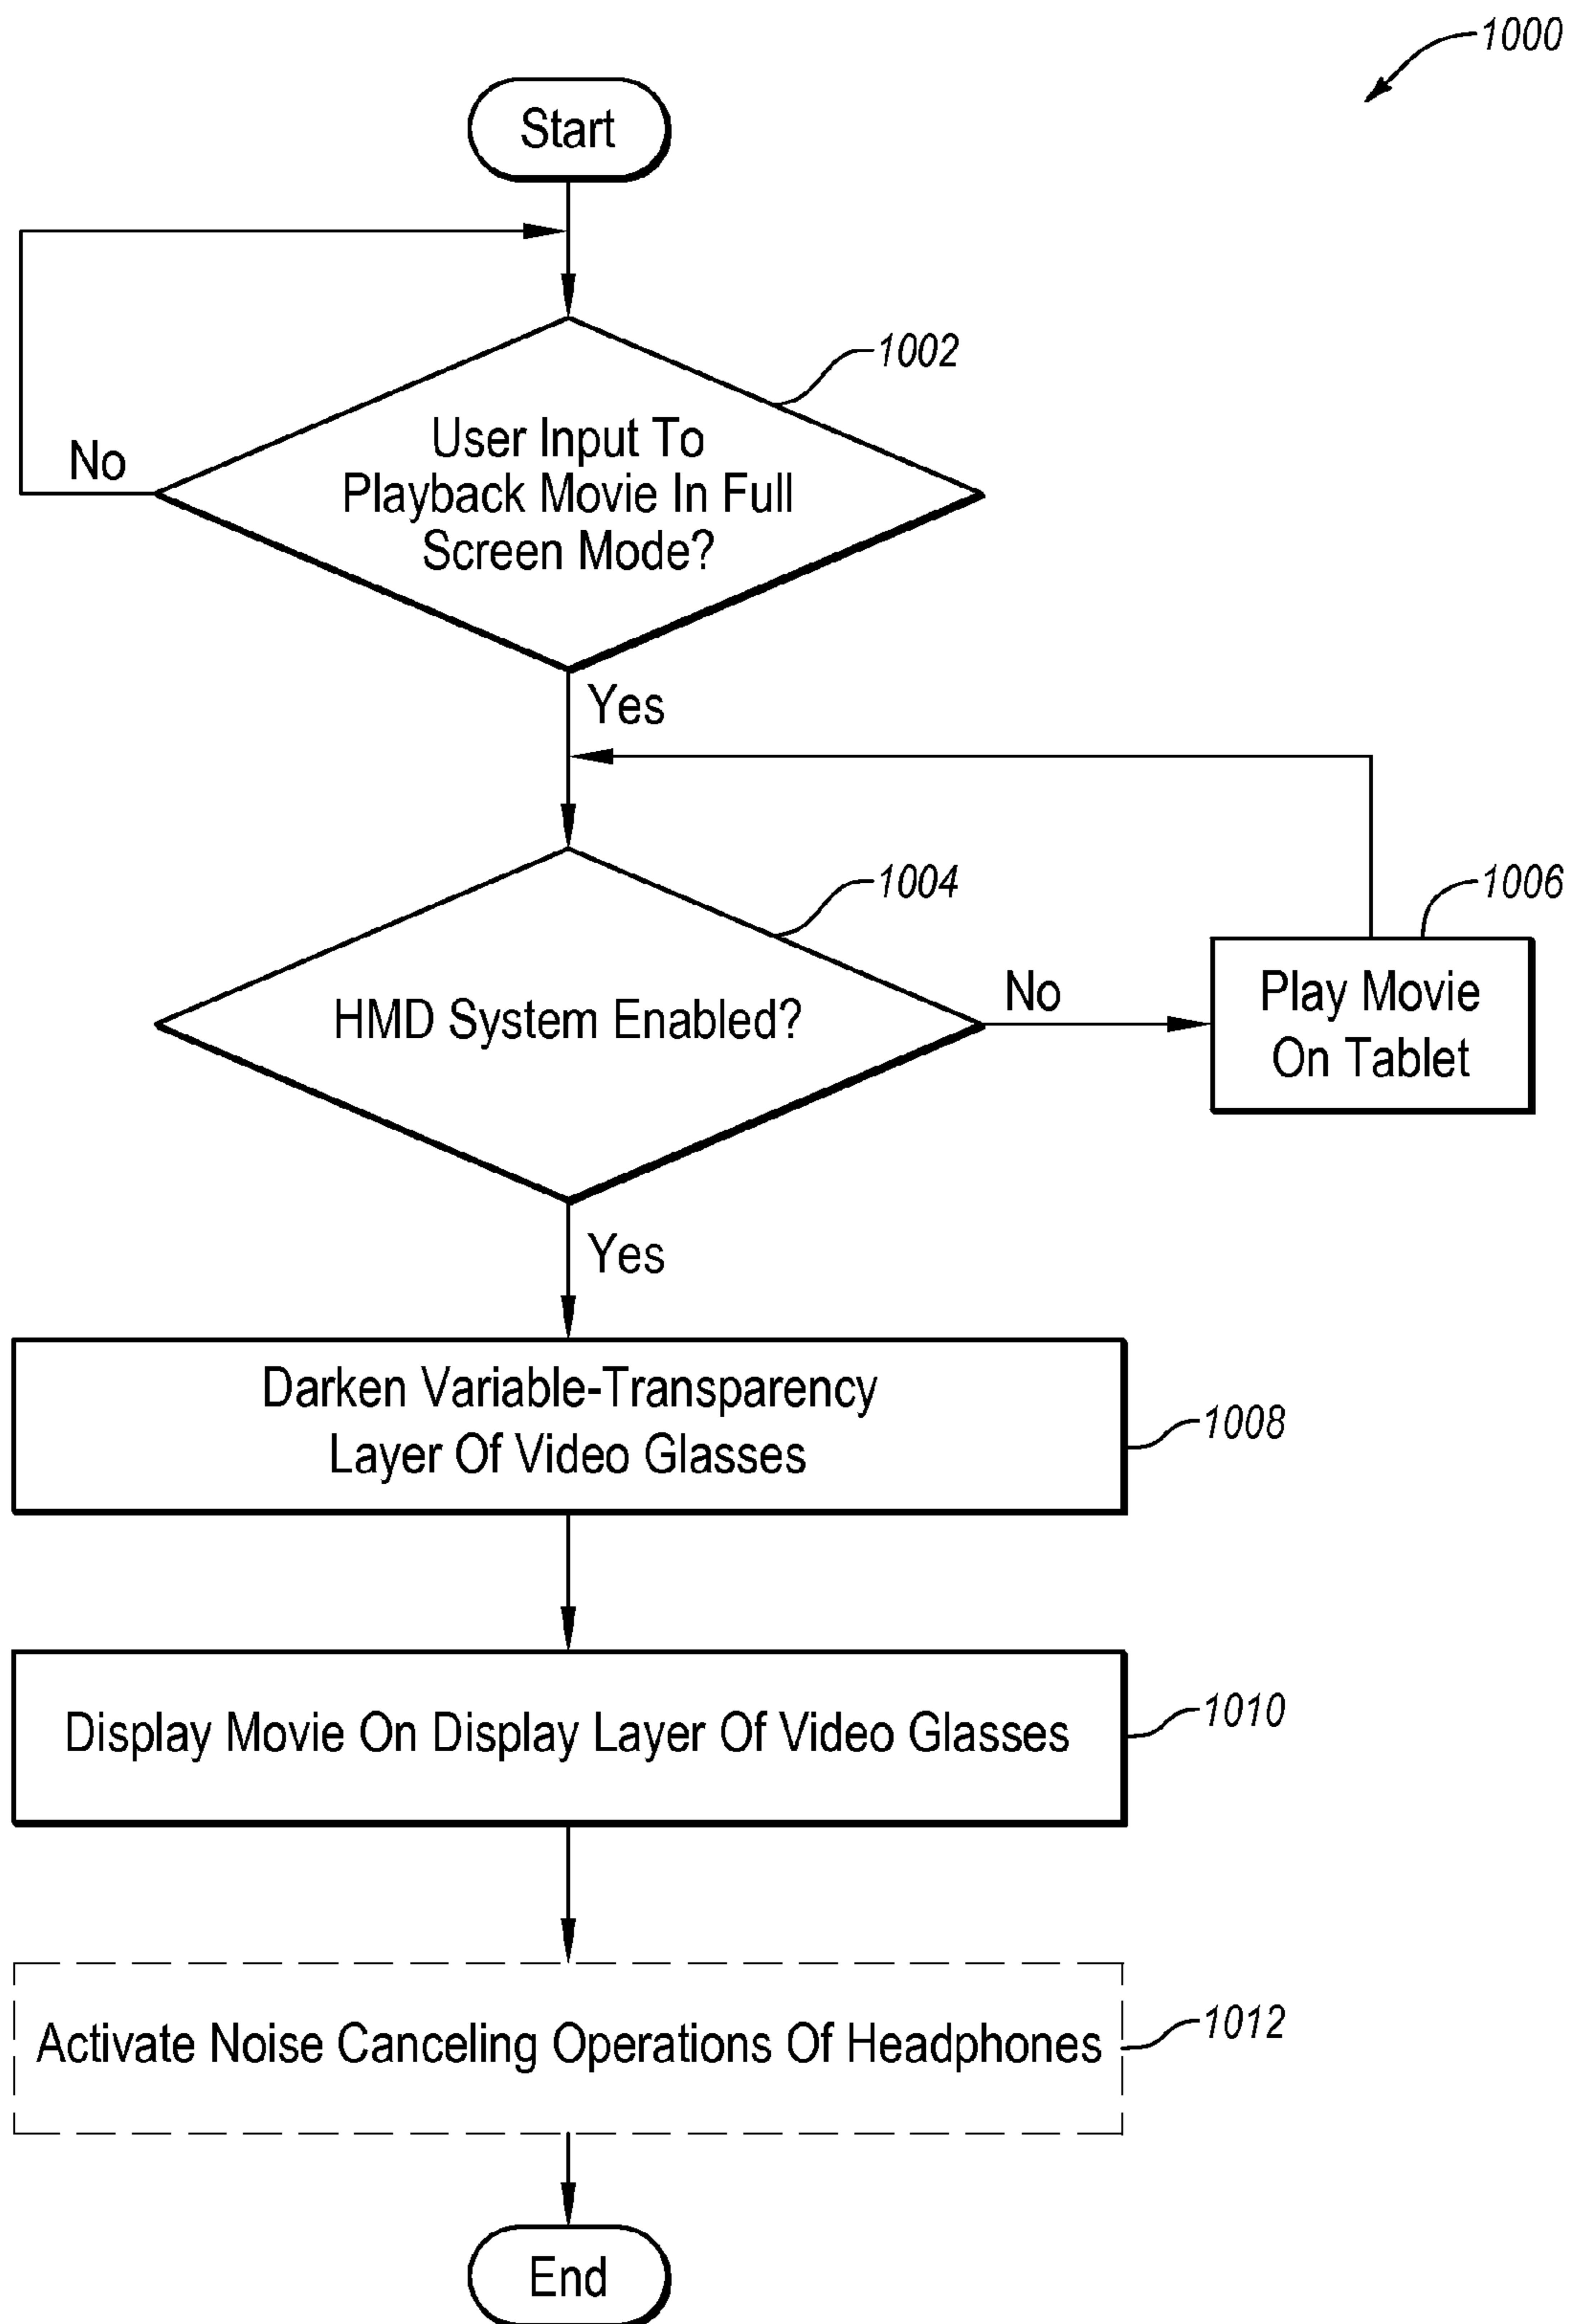 1000
Start
1002
User Input To
Playback Movie In Full
Screen Mode?
No
Yes
1004
HMD System Enabled?
No
1006
Play Movie
On Tablet
Yes
Darken Variable-Transparency
Layer Of Video Glasses
1008
Display Movie On Display Layer Of Video Glasses
1010
Activate Noise Canceling Operations Of Headphones
1012
End